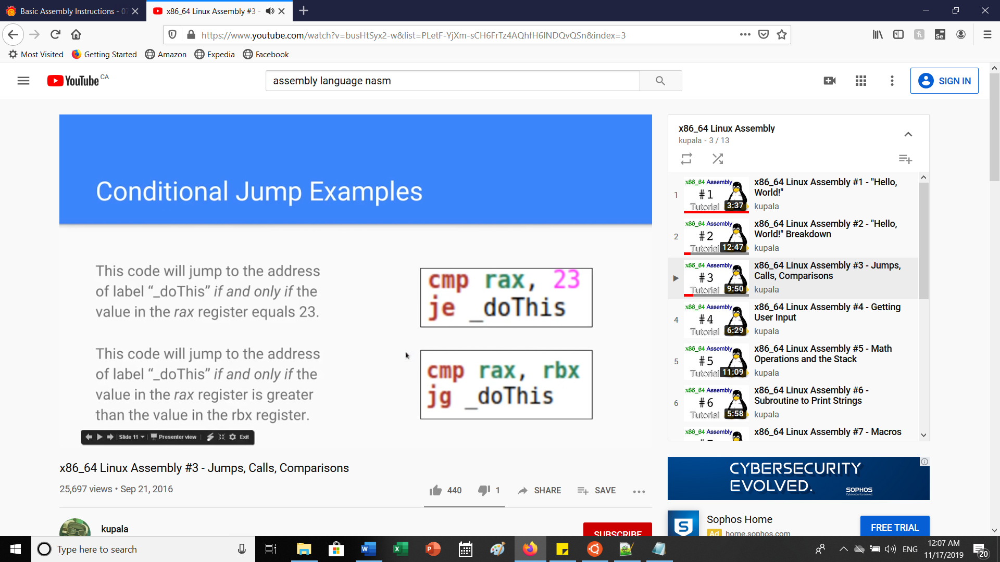 Basic Assembly Instructions - 07
x86_64 Linux Assembly #3 -
https://www.youtube.com/watch?v=busHtSyx2-w&list=PLetF-YjXm-sCH6FrTz4AQhfH6INDQvQSn&index=3
Se
Most Visited Getting Started Amazon Expedia Facebook
YouTube CA
assembly language nasm
SIGN IN
Conditional Jump Examples
This code will jump to the address
of label “_doThis” if and only if the
value in the rax register equals 23.
cmp rax, 23
je _doThis
This code will jump to the address
of label “_doThis” if and only if the
value in the rax register is greater
than the value in the rbx register.
cmp rax, rbx
jg _doThis
Slide 11 Presenter view Exit
x86_64 Linux Assembly #3 - Jumps, Calls, Comparisons
25,697 views • Sep 21, 2016
440 1 SHARE SAVE
kupala
SUBSCRIBE
x86_64 Linux Assembly
kupala - 3 / 13
1
x86_64 Assembly
#1
Tutorial 3:37
x86_64 Linux Assembly #1 - "Hello,
World!"
kupala
2
x86_64 Assembly
#2
Tutorial 12:47
x86_64 Linux Assembly #2 - "Hello,
World!" Breakdown
kupala
x86_64 Assembly
#3
Tutorial 9:50
x86_64 Linux Assembly #3 - Jumps,
Calls, Comparisons
kupala
4
x86_64 Assembly
#4
Tutorial 6:29
x86_64 Linux Assembly #4 - Getting
User Input
kupala
5
x86_64 Assembly
#5
Tutorial 11:09
x86_64 Linux Assembly #5 - Math
Operations and the Stack
kupala
6
x86_64 Assembly
#6
Tutorial 5:58
x86_64 Linux Assembly #6 -
Subroutine to Print Strings
kupala
x86_64 Assembly
x86_64 Linux Assembly #7 - Macros
CYBERSECURITY
EVOLVED.
SOPHOS
Cybersecurity evolved.
S
Sophos Home
Ad home.sophos.com
FREE TRIAL
Type here to search
ENG
12:07 AM
11/17/2019
20